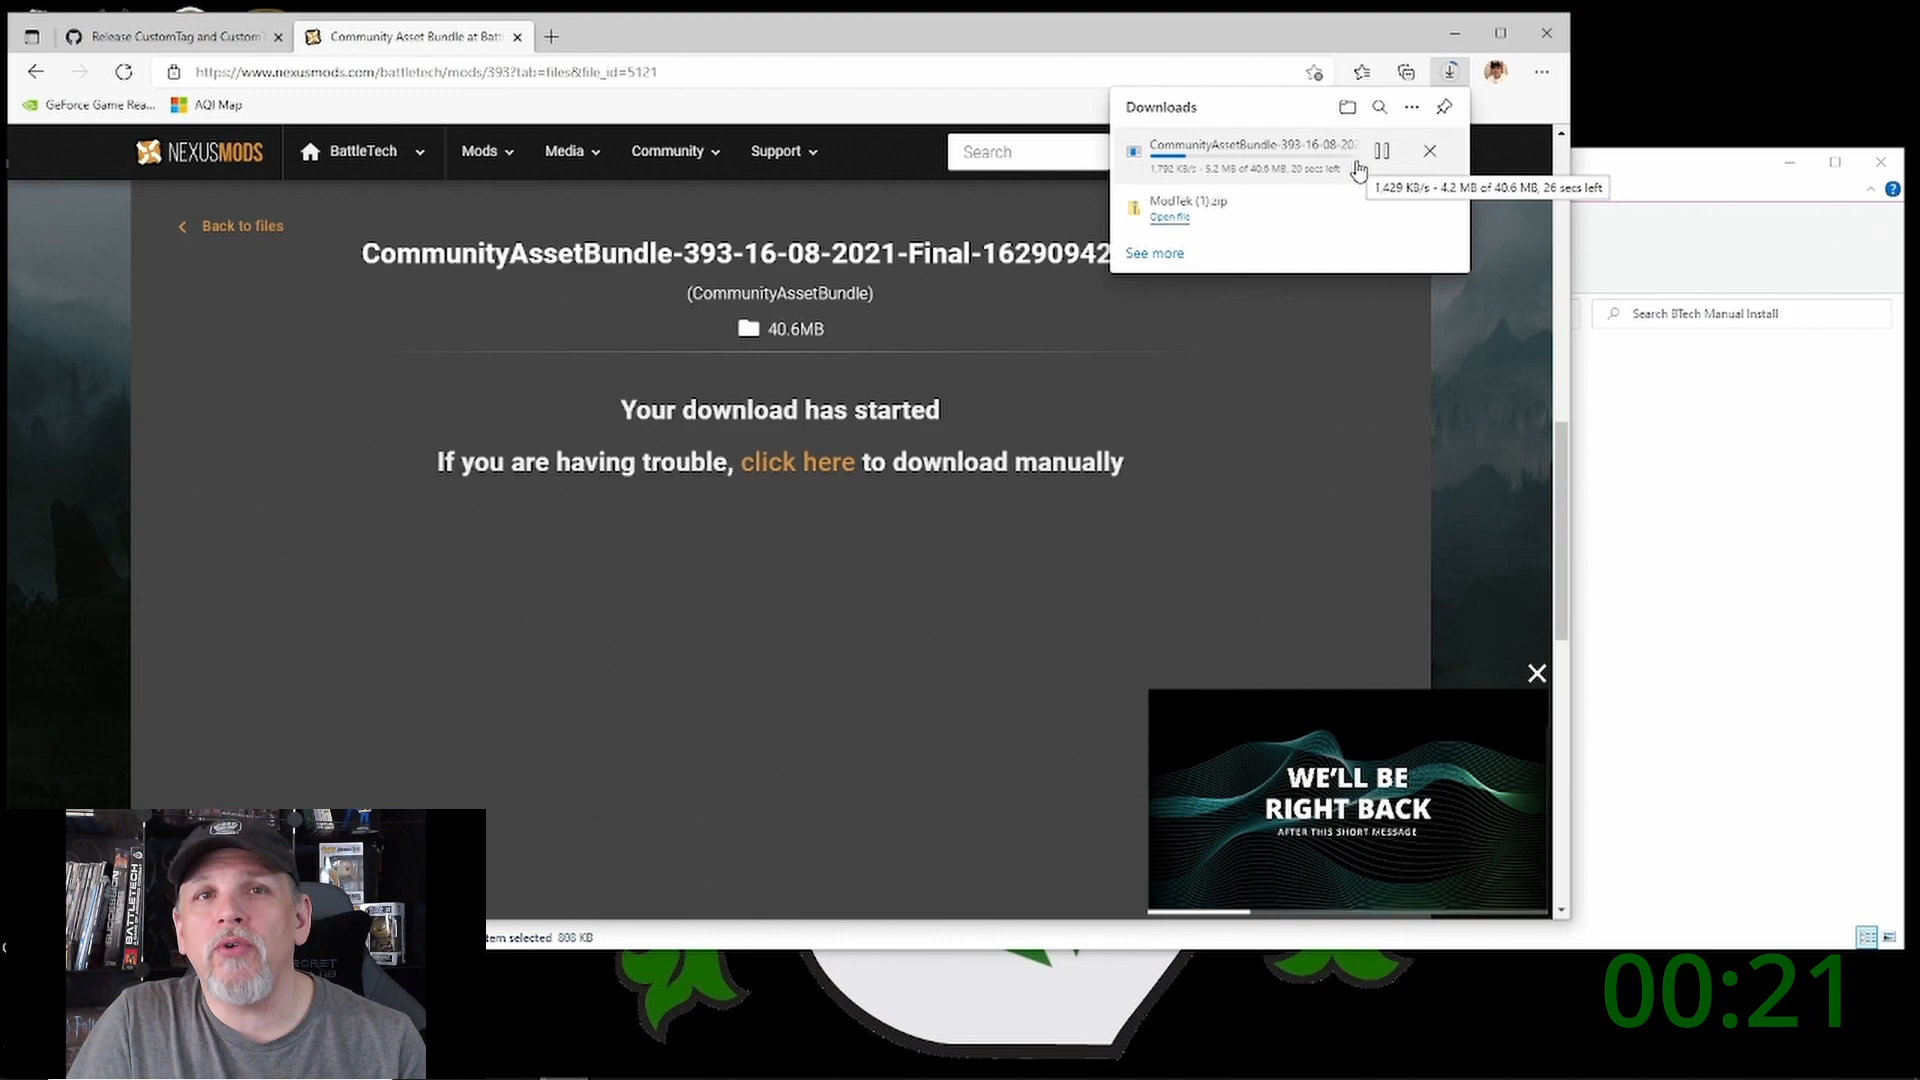 Release CustomTag and Custom
Community Asset Bundle at Batt
https://www.nexusmods.com/battletech/mods/393?tab=files&file_id=5121
GeForce Game Rea...
AQI Map
Downloads
CommunityAssetBundle-393-16-08-202
1,792 KB/s - 5.2 MB of 40.6 MB, 20 secs left
1,429 KB/s - 4.2 MB of 40.6 MB, 26 secs left
ModTek (1).zip
Open file
See more
NEXUSMODS
BattleTech
Mods
Media
Community
Support
Search
Back to files
CommunityAssetBundle-393-16-08-2021-Final-16290942
(CommunityAssetBundle)
40.6MB
Your download has started
If you are having trouble, click here to download manually
Search BTech Manual Install
WE'LL BE
RIGHT BACK
AFTER THIS SHORT MESSAGE
SUCCESSION
WARS
BATTLETECH
tem selected 808 KB
00:21